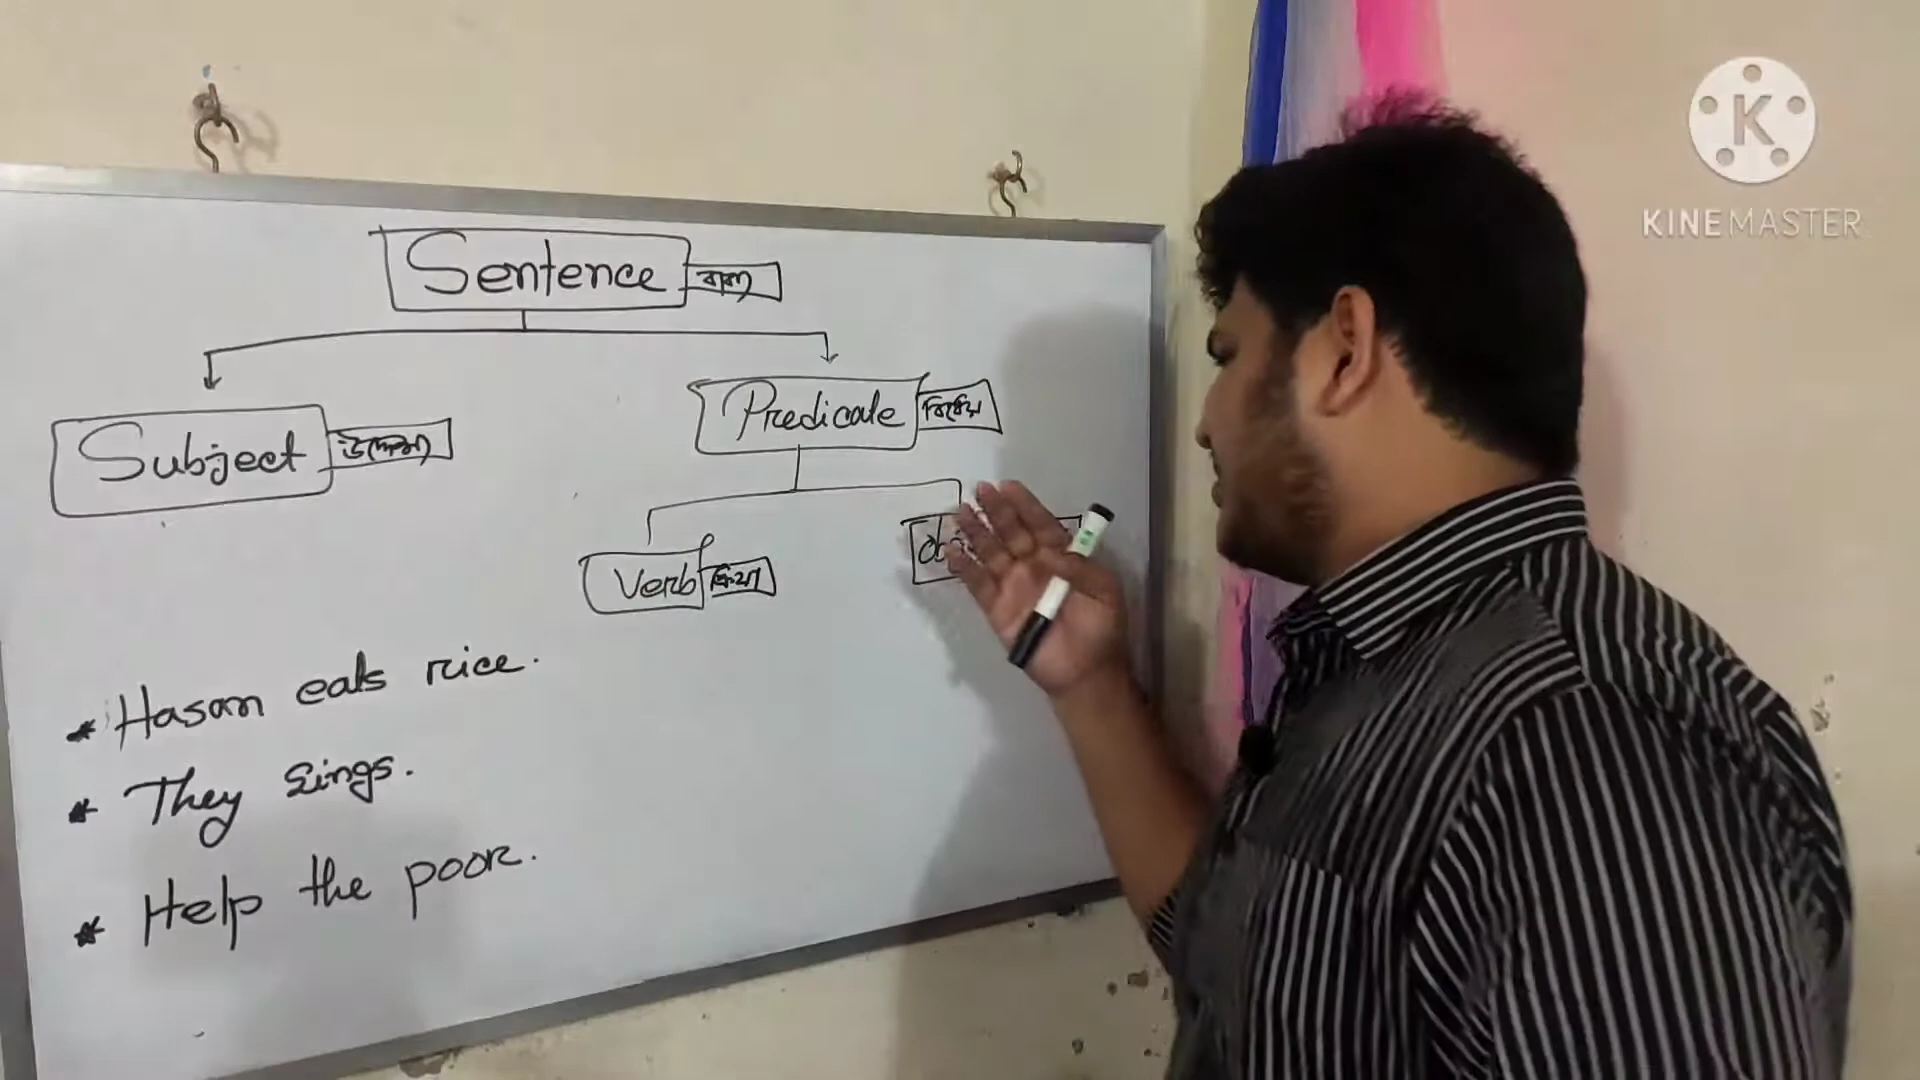 KINEMASTER
Sentence বাক্য
Subject উদ্দেশ্য
Predicate বিধেয়
Verb ক্রিয়া
* Hasan eats rice.
* They sings.
* Help the poor.